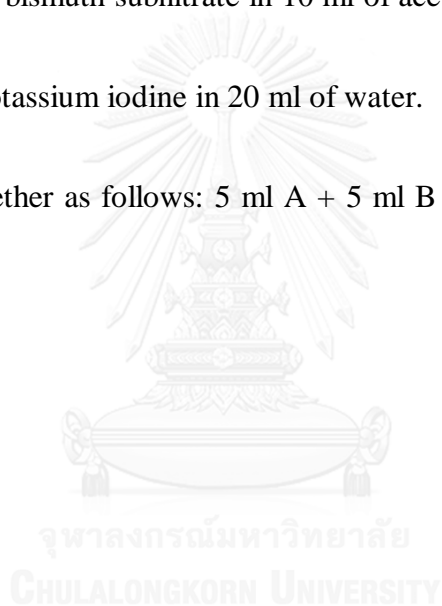 bismuth subnitrate in 10 ml of
otassium iodine in 20 ml of water.
ether as follows: 5 ml A + 5 ml B
จุฬาลงกรณ์มหาวิทยาลัย
CHULALONGKORN UNIVERSITY